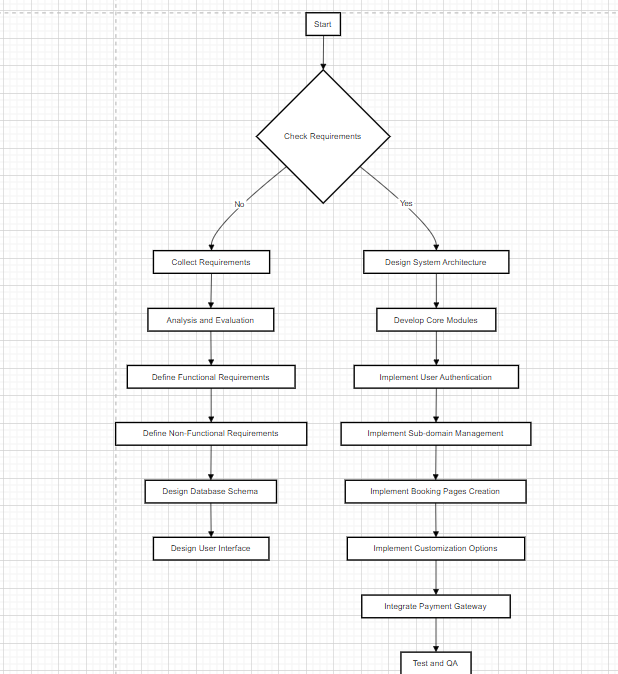 Start
Check Requirements
No
Yes
Collect Requirements
Design System Architecture
Analysis and Evaluation
Develop Core Modules
Define Functional Requirements
Implement User Authentication
Define Non-Functional Requirements
Implement Sub-domain Management
Design Database Schema
Implement Booking Pages Creation
Design User Interface
Implement Customization Options
Integrate Payment Gateway
Test and QA